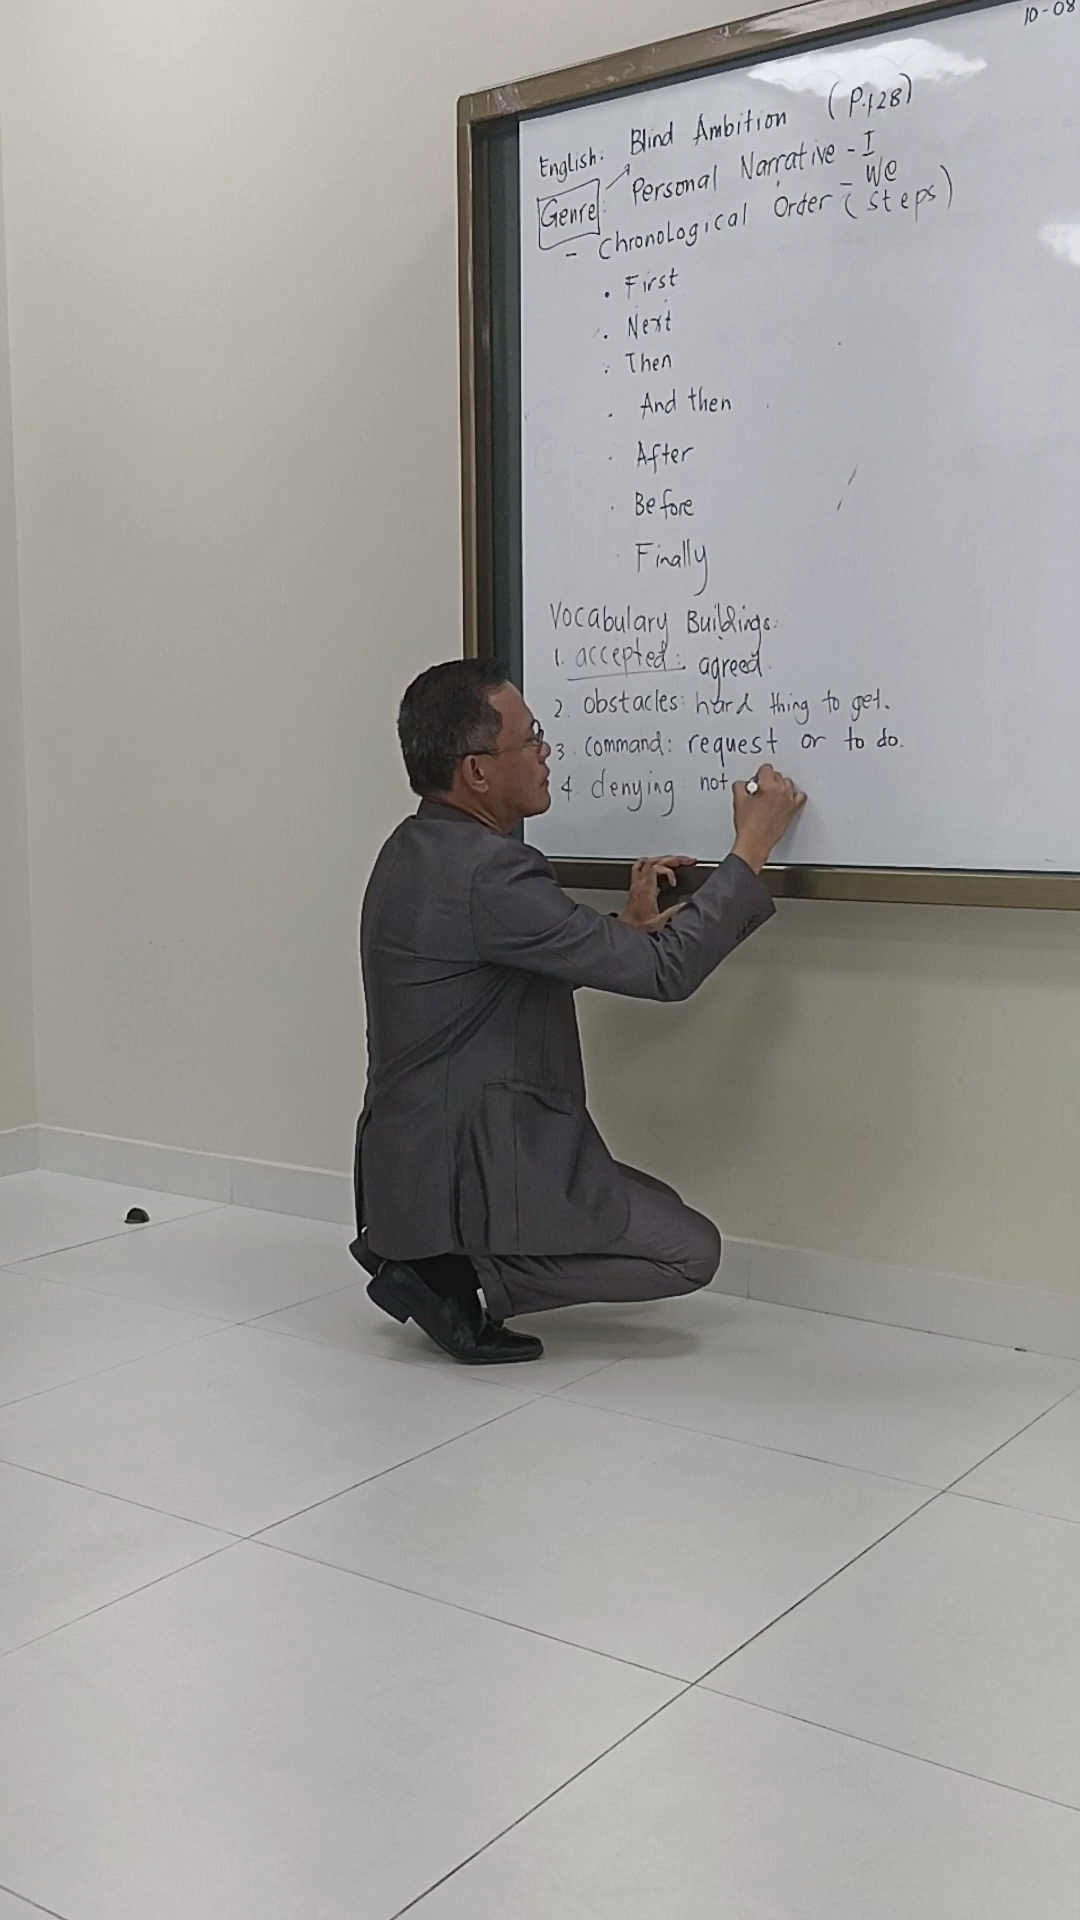 10-08
English: Blind Ambition (P.128)
Genre: Personal Narrative - I
- We
- Chronological Order (steps)
. First
. Next
. Then
. And then
. After
. Before
. Finally
Vocabulary Buildings:
1. accepted: agreed.
2. obstacles: hard thing to get.
3. command: request or to do.
4. denying not